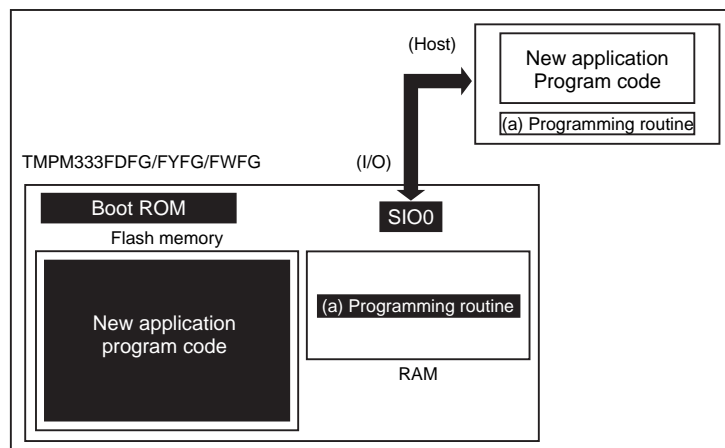 (Host)
New application
Program code
(a) Programming routine
TMPM333FDFG/FYFG/FWFG
(I/O)
Boot ROM
SIO0
Flash memory
New application
program code
(a) Programming routine
RAM